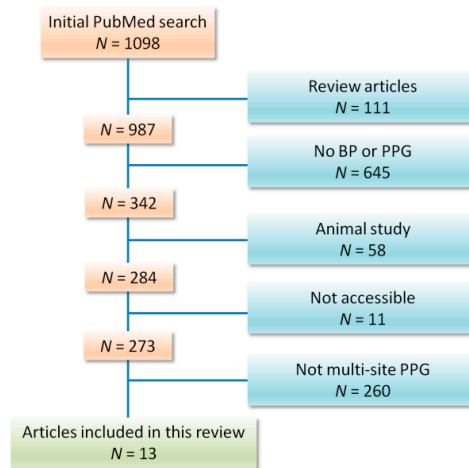 Initial PubMed search
N = 1098
Review articles
N = 111
N = 987
No BP or PPG
N = 645
N = 342
Animal study
N = 58
N = 284
Not accessible
N = 11
N = 273
Not multi-site PPG
N = 260
Articles included in this review
N = 13